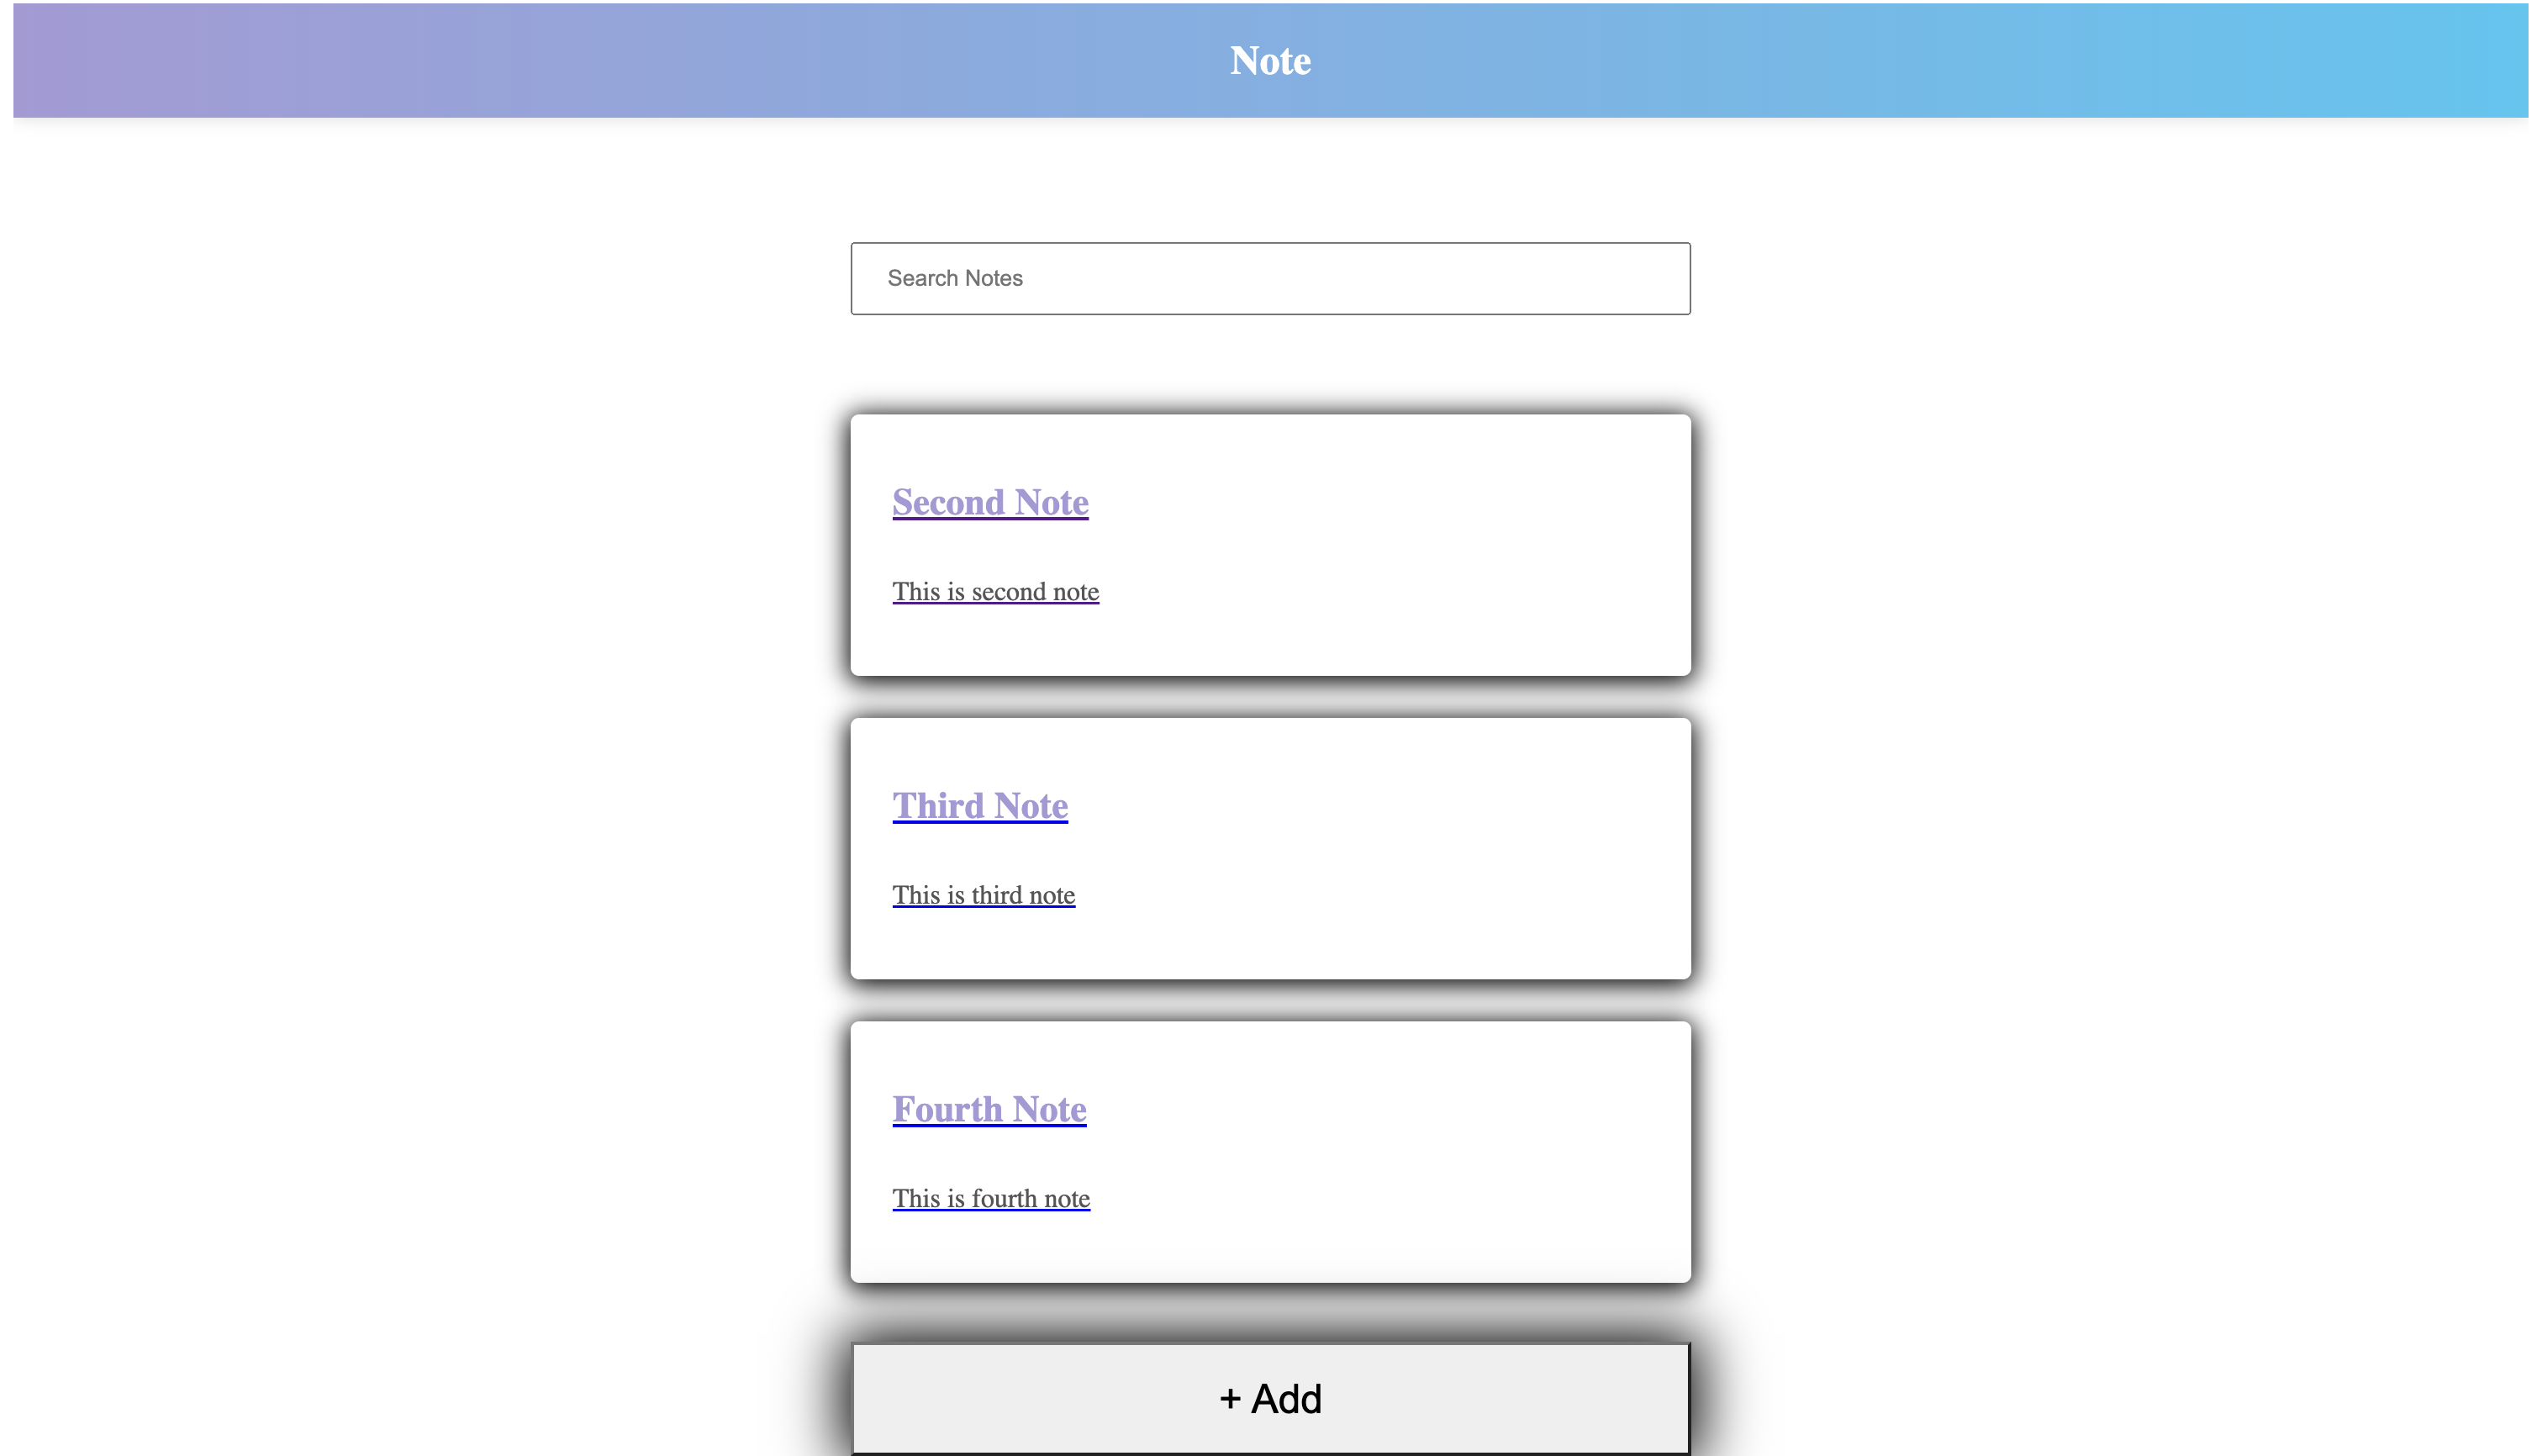 Note
Search Notes
Second Note
This is second note
Third Note
This is third note
Fourth Note
This is fourth note
+ Add